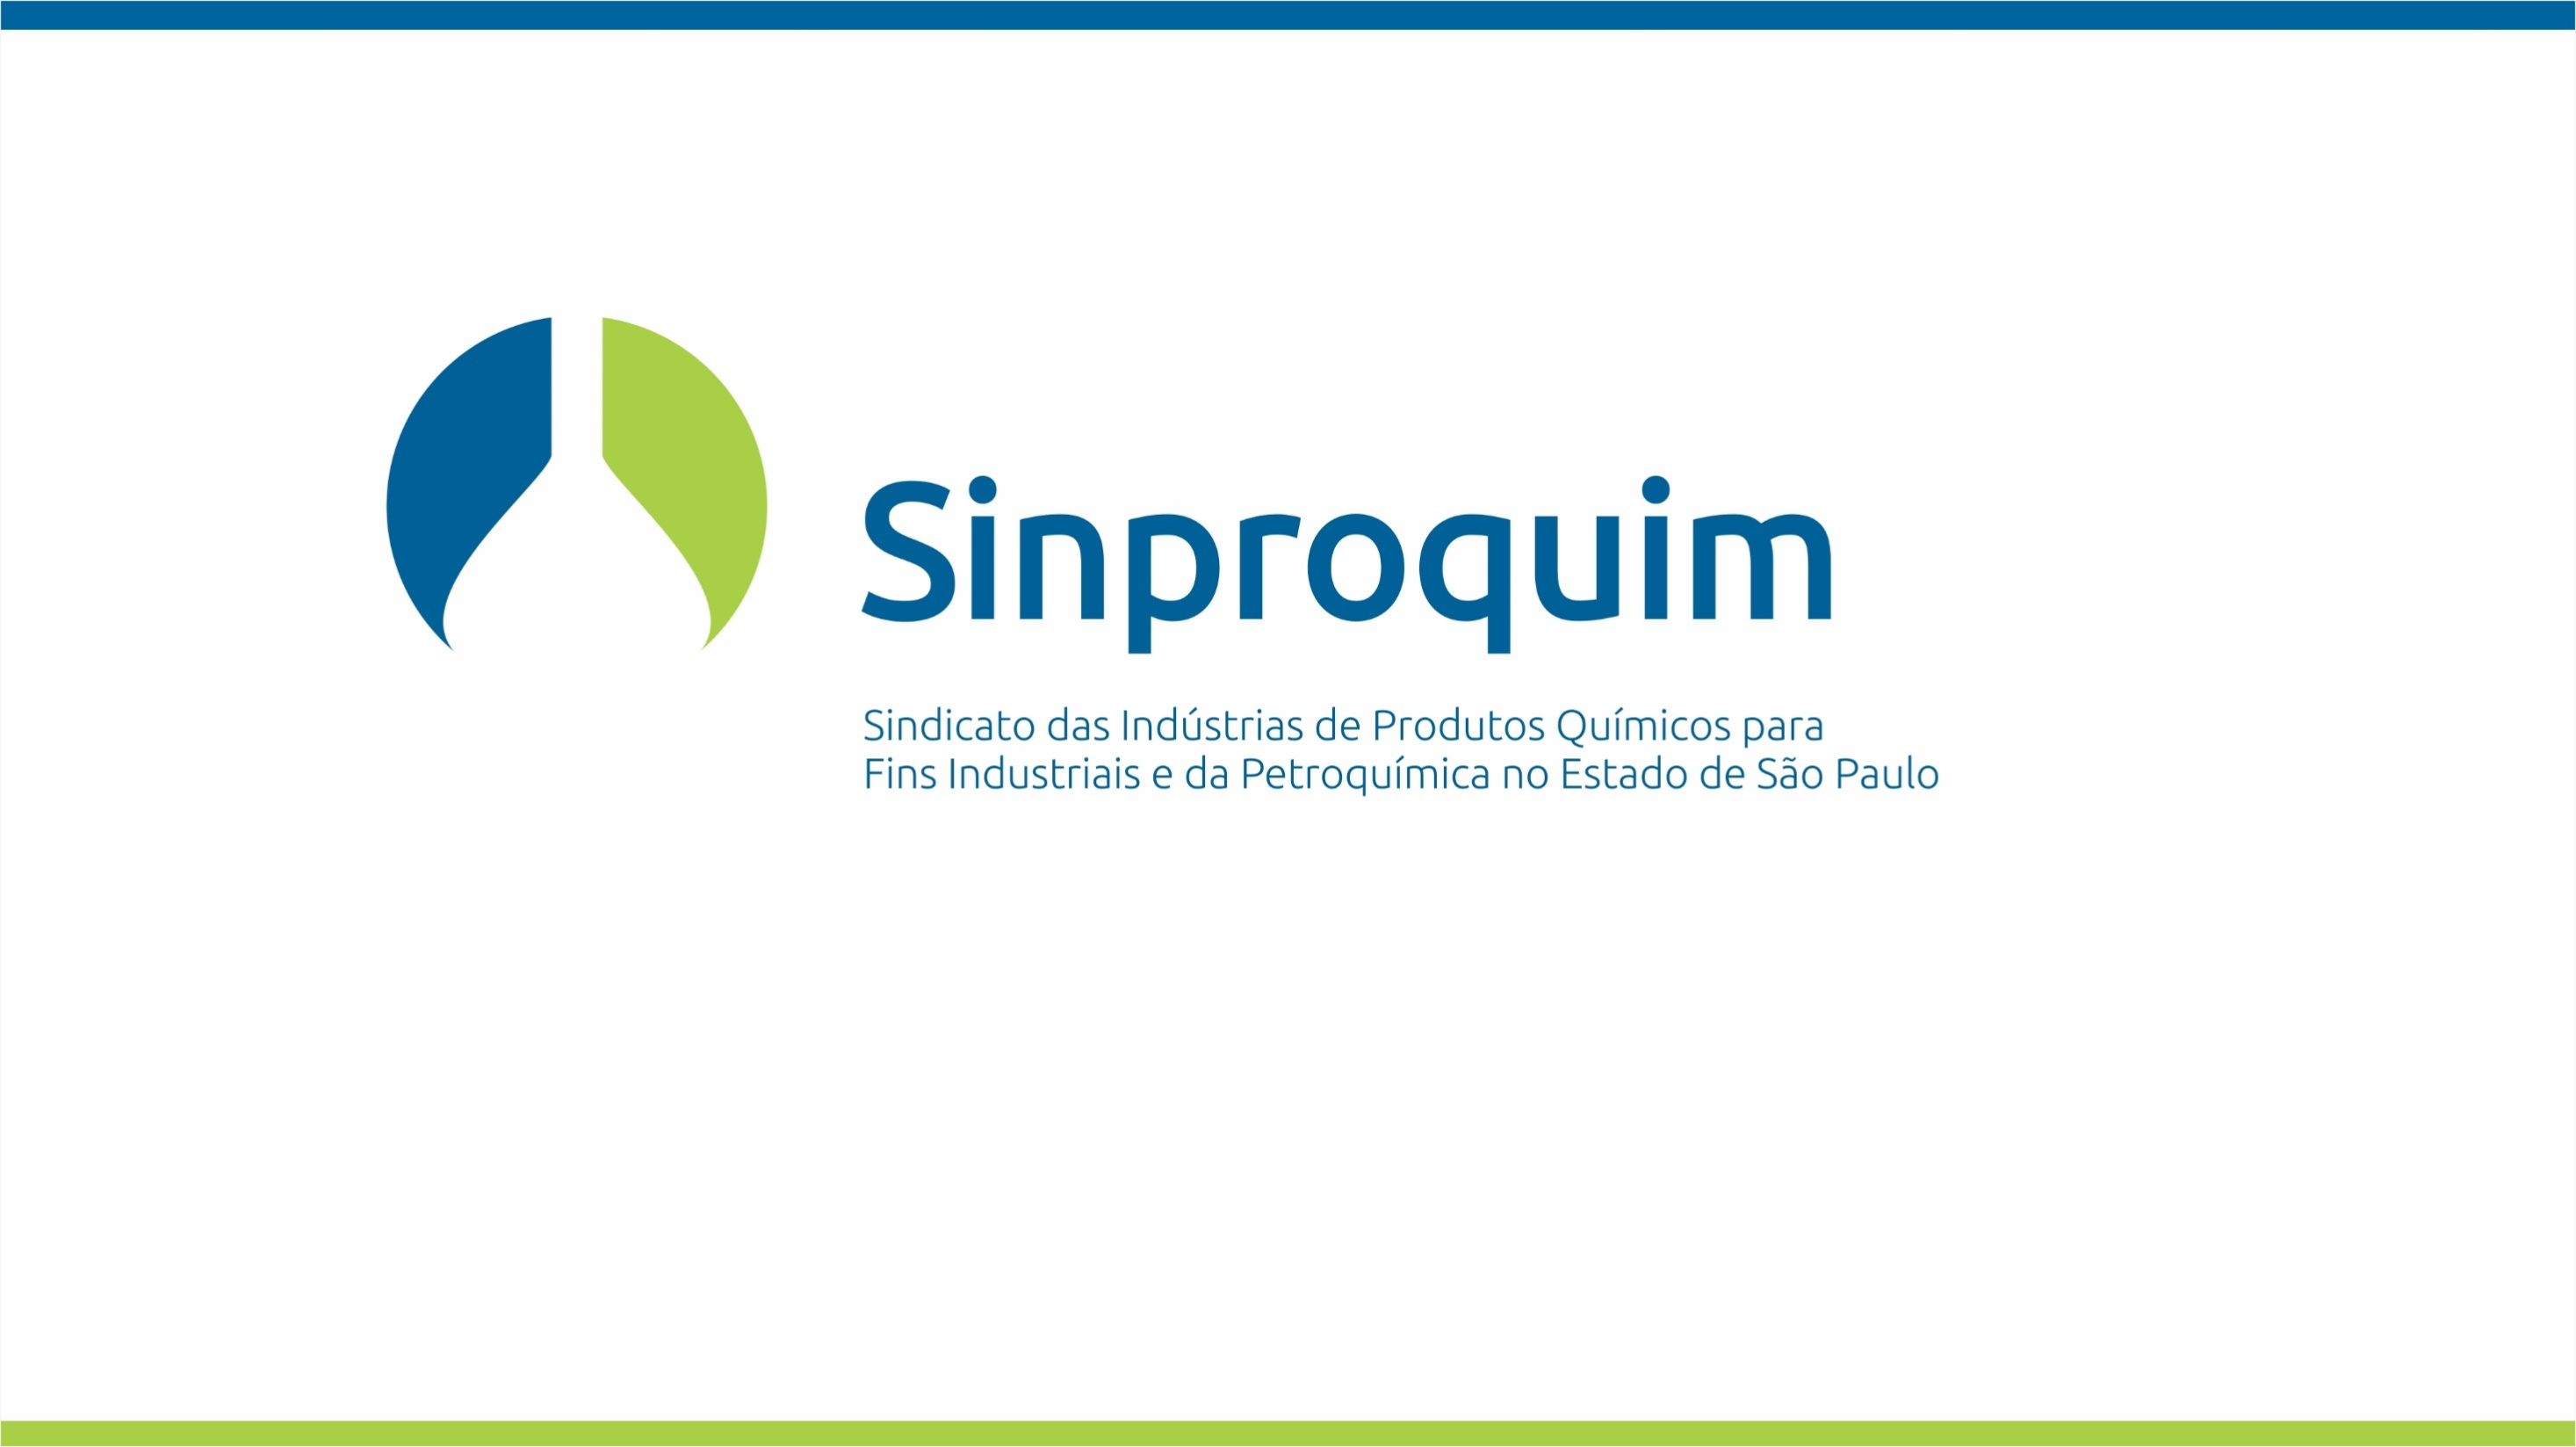 Sinproquim
Sindicato das Indústrias de Produtos Químicos para
Fins Industriais e da Petroquímica no Estado de São Paulo